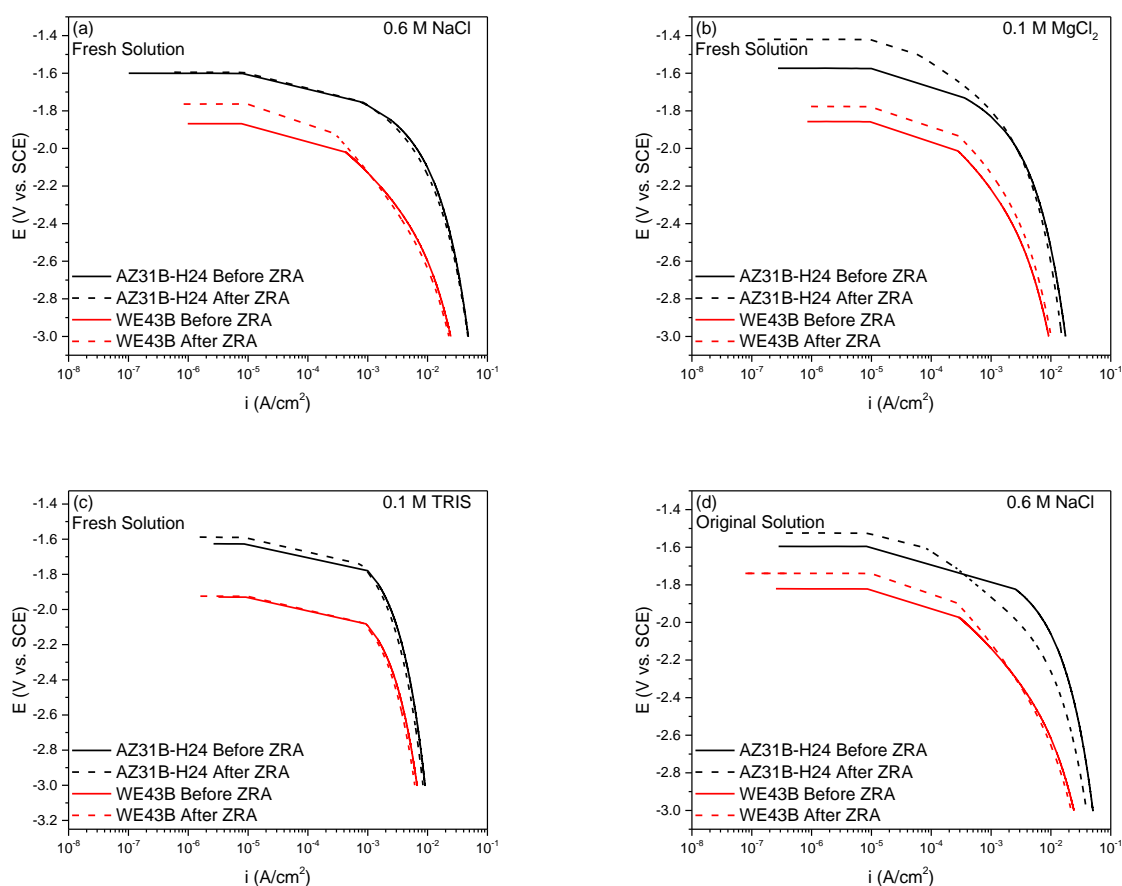 (a) 0.6 M NaCl
Fresh Solution
-1.4
-1.6
-1.8
-2.0
-2.2
-2.4
-2.6
-2.8
-3.0
E (V vs. SCE)
AZ31B-H24 Before ZRA
AZ31B-H24 After ZRA
WE43B Before ZRA
WE43B After ZRA
10⁻⁸ 10⁻⁷ 10⁻⁶ 10⁻⁵ 10⁻⁴ 10⁻³ 10⁻² 10⁻¹
i (A/cm²)
(b) 0.1 M MgCl₂
Fresh Solution
-1.4
-1.6
-1.8
-2.0
-2.2
-2.4
-2.6
-2.8
-3.0
E (V vs. SCE)
AZ31B-H24 Before ZRA
AZ31B-H24 After ZRA
WE43B Before ZRA
WE43B After ZRA
10⁻⁸ 10⁻⁷ 10⁻⁶ 10⁻⁵ 10⁻⁴ 10⁻³ 10⁻² 10⁻¹
i (A/cm²)
(c) 0.1 M TRIS
Fresh Solution
-1.4
-1.6
-1.8
-2.0
-2.2
-2.4
-2.6
-2.8
-3.0
-3.2
E (V vs. SCE)
AZ31B-H24 Before ZRA
AZ31B-H24 After ZRA
WE43B Before ZRA
WE43B After ZRA
10⁻⁸ 10⁻⁷ 10⁻⁶ 10⁻⁵ 10⁻⁴ 10⁻³ 10⁻² 10⁻¹
i (A/cm²)
(d) 0.6 M NaCl
Original Solution
-1.4
-1.6
-1.8
-2.0
-2.2
-2.4
-2.6
-2.8
-3.0
E (V vs. SCE)
AZ31B-H24 Before ZRA
AZ31B-H24 After ZRA
WE43B Before ZRA
WE43B After ZRA
10⁻⁸ 10⁻⁷ 10⁻⁶ 10⁻⁵ 10⁻⁴ 10⁻³ 10⁻² 10⁻¹
i (A/cm²)